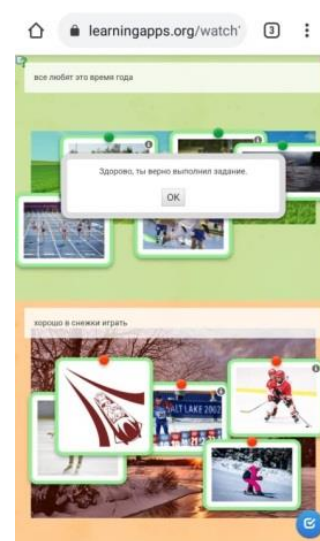 learningapps.org/watch
3
все любят это время года
Здорово, ты верно выполнил задание.
OK
хорошо в снежки играть
SALT LAKE 2002